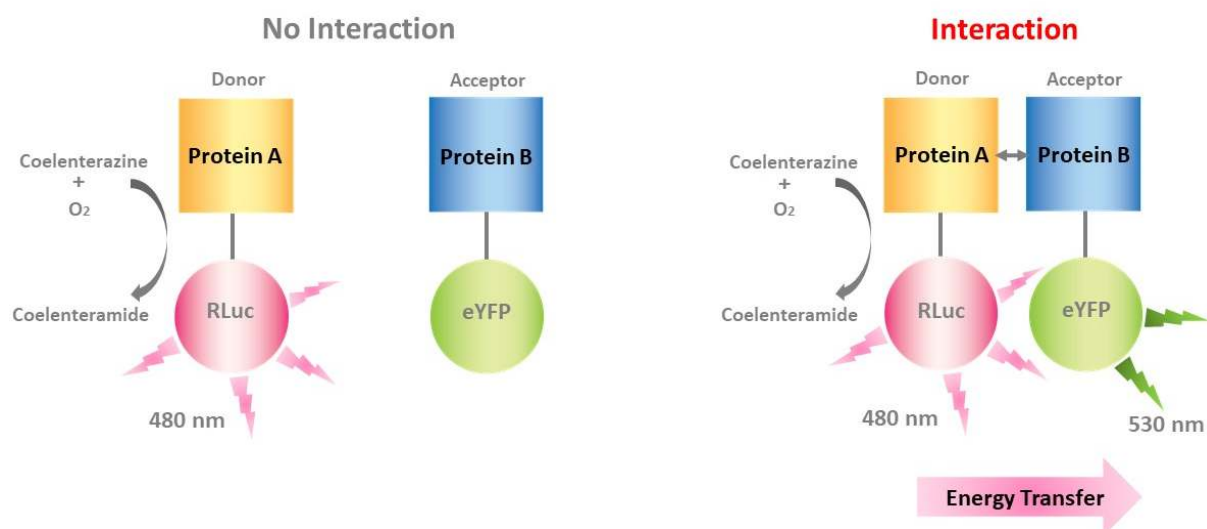 No Interaction
Donor
Acceptor
Protein A
Protein B
Coelenterazine
+
O₂
Coelenteramide
RLuc
eYFP
480 nm
Interaction
Donor
Acceptor
Protein A
Protein B
Coelenterazine
+
O₂
Coelenteramide
RLuc
eYFP
480 nm
530 nm
Energy Transfer